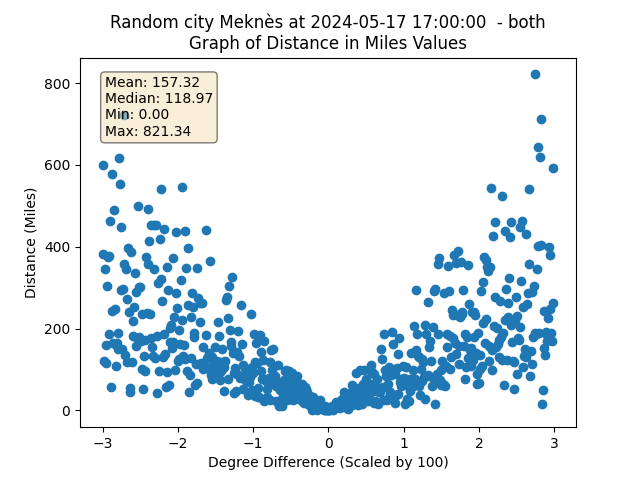 Random city Meknès at 2024-05-17 17:00:00 - both
Graph of Distance in Miles Values
Mean: 157.32
Median: 118.97
Min: 0.00
Max: 821.34
Distance (Miles)
800
600
400
200
0
−3 −2 −1 0 1 2 3
Degree Difference (Scaled by 100)